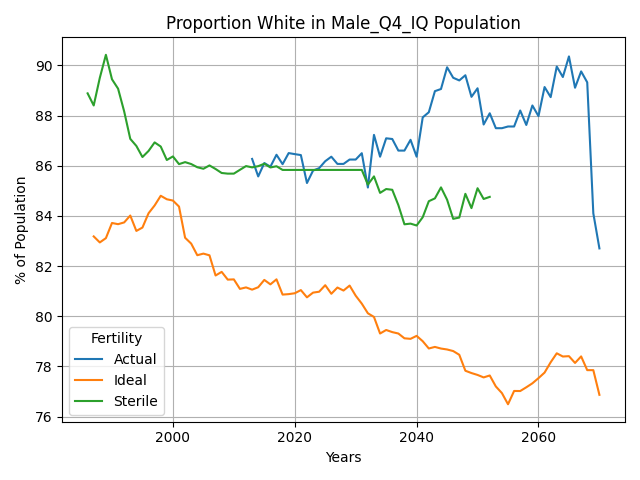 Proportion White in Male_Q4_IQ Population
% of Population
90
88
86
84
82
80
78
76
Fertility
Actual
Ideal
Sterile
2000
2020
2040
2060
Years